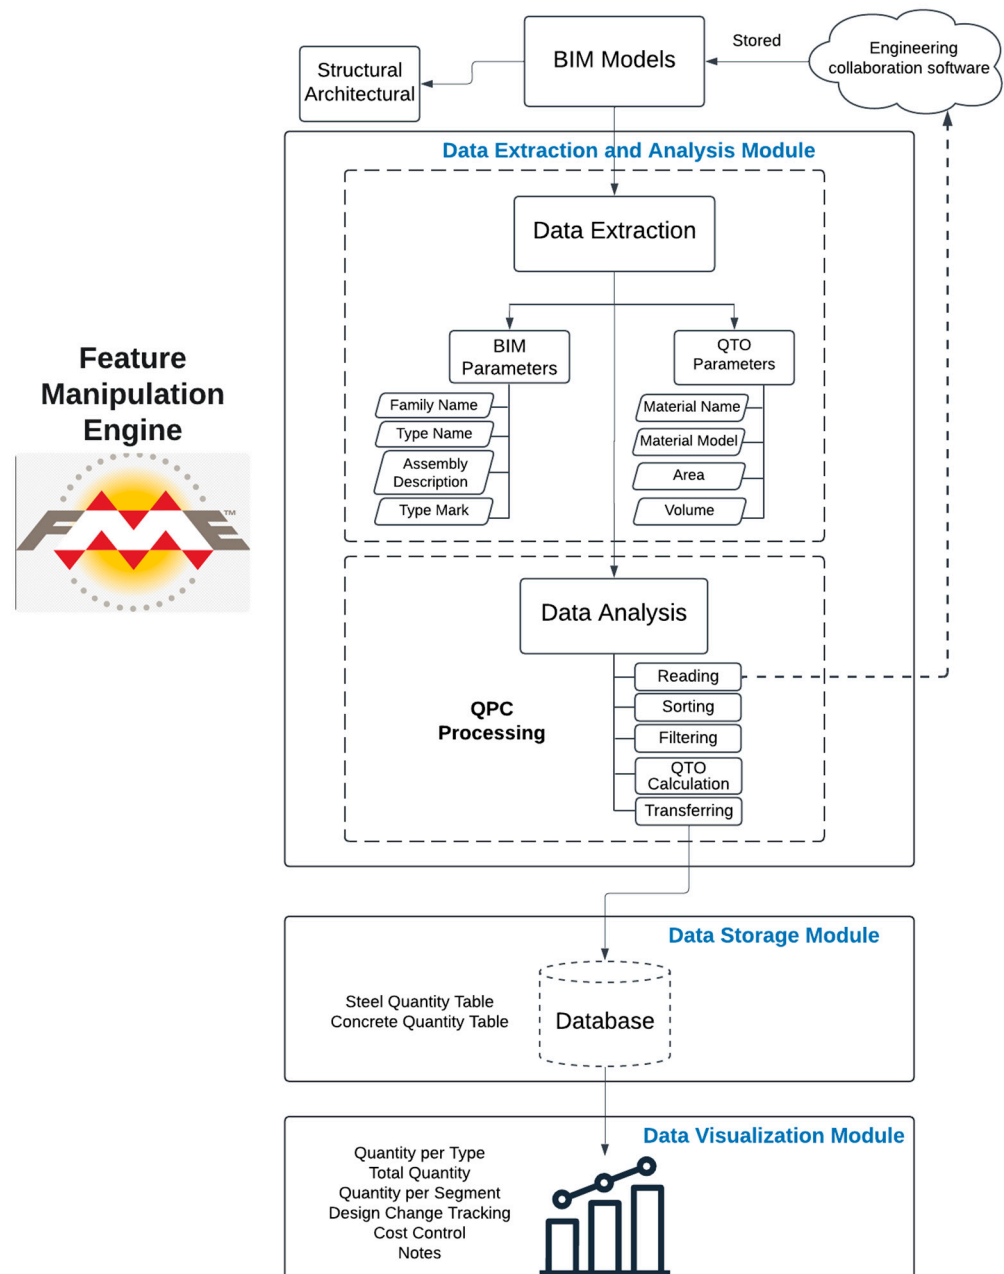 BIM Models
Stored
Engineering
collaboration software
Structural
Architectural
Data Extraction and Analysis Module
Data Extraction
BIM
Parameters
Family Name
Type Name
Assembly
Description
Type Mark
QTO
Parameters
Material Name
Material Model
Area
Volume
Feature
Manipulation
Engine
FME™
Data Analysis
QPC
Processing
Reading
Sorting
Filtering
QTO
Calculation
Transferring
Data Storage Module
Steel Quantity Table
Concrete Quantity Table
Database
Data Visualization Module
Quantity per Type
Total Quantity
Quantity per Segment
Design Change Tracking
Cost Control
Notes